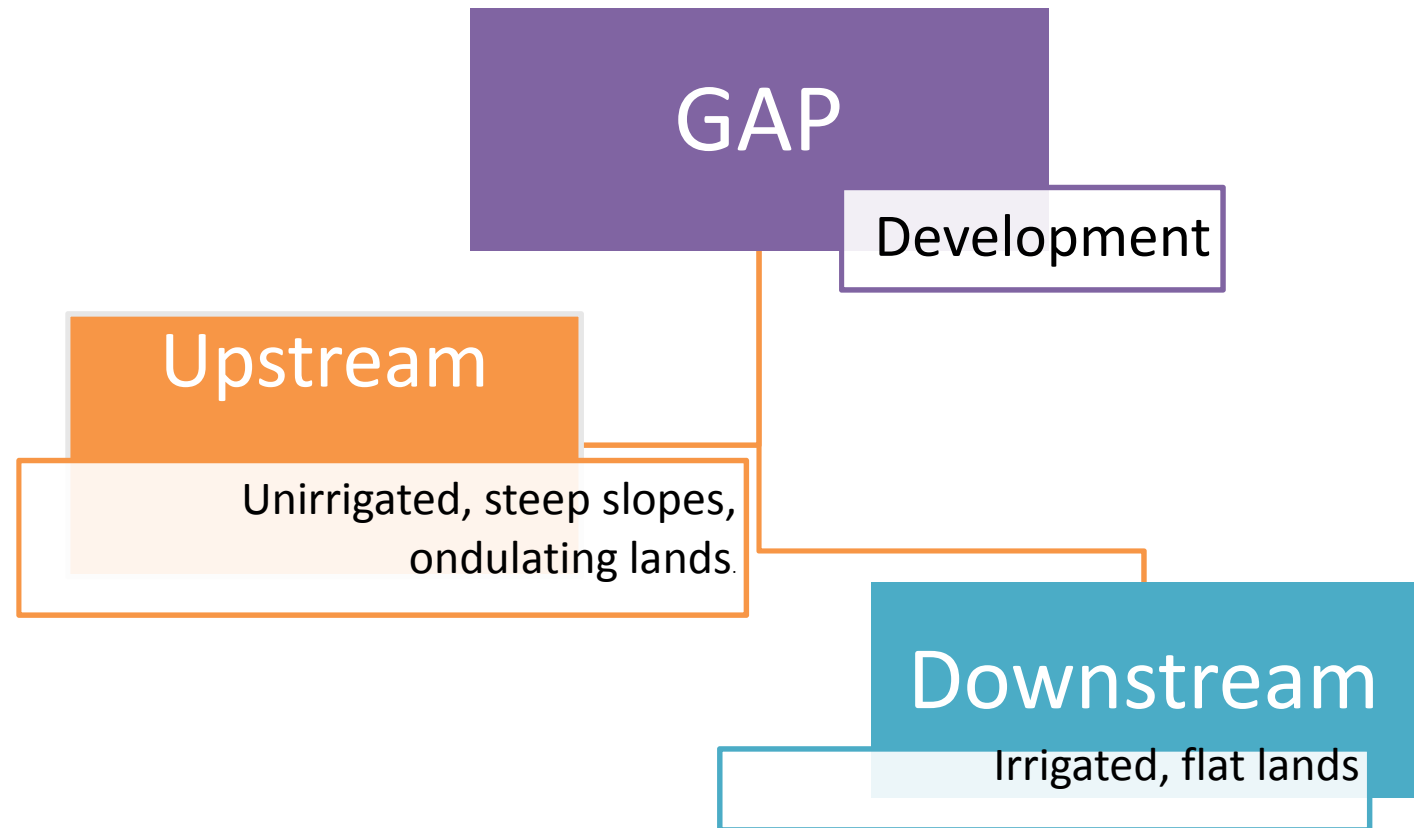 GAP
Development
Upstream
Unirrigated, steep slopes,
ondulating lands.
Downstream
Irrigated, flat lands